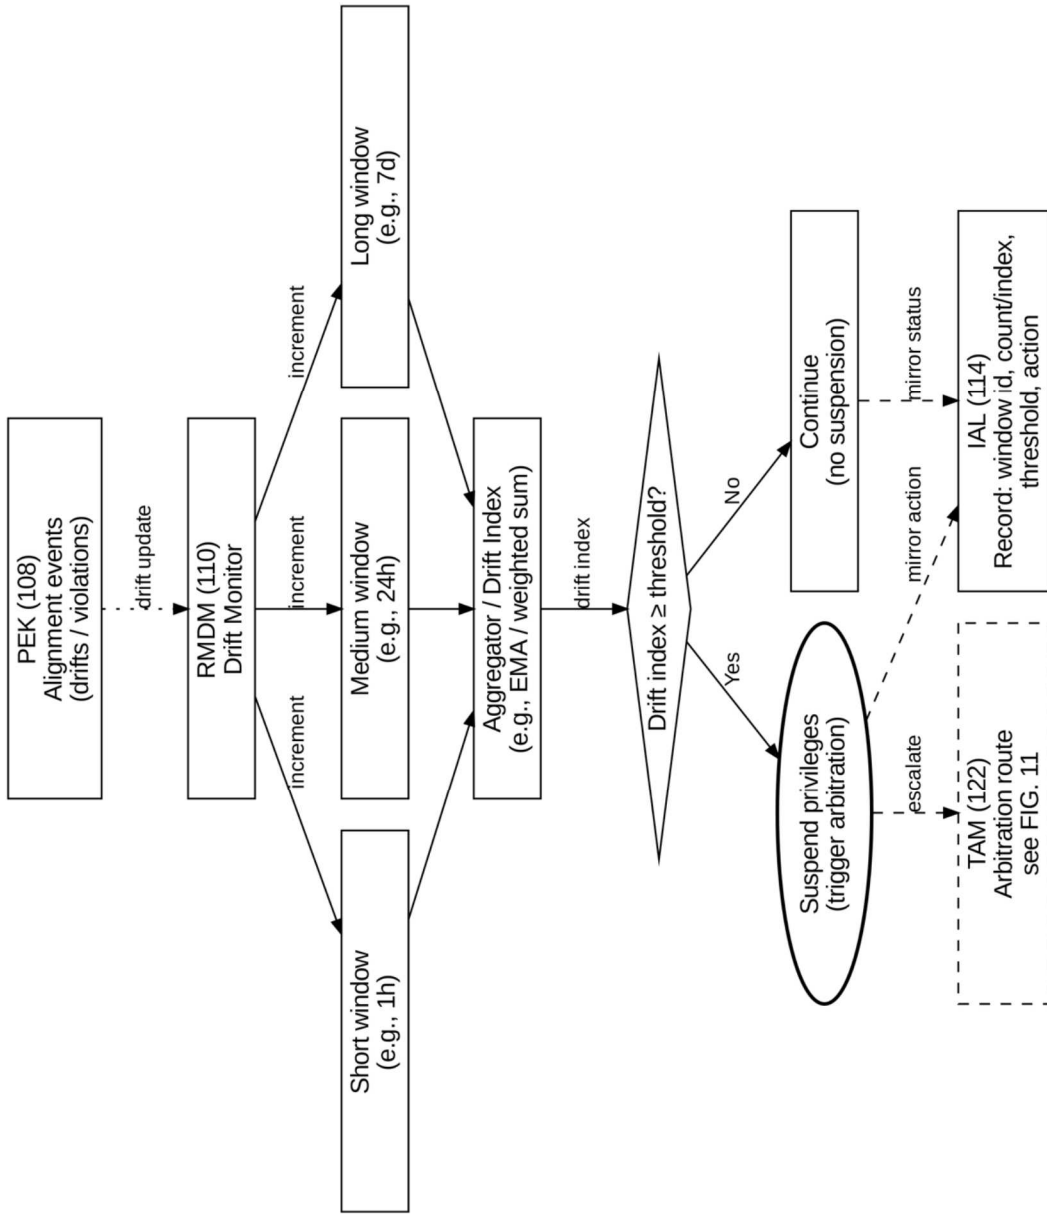 PEK (108)
Alignment events
(drifts / violations)
drift update
RMDM (110)
Drift Monitor
increment
increment
increment
Short window
(e.g., 1h)
Medium window
(e.g., 24h)
Long window
(e.g., 7d)
Aggregator / Drift Index
(e.g., EMA / weighted sum)
drift index
Drift index ≥ threshold?
Yes
No
Suspend privileges
(trigger arbitration)
Continue
(no suspension)
escalate
mirror action
mirror status
TAM (122)
Arbitration route
see FIG. 11
IAL (114)
Record: window id, count/index,
threshold, action